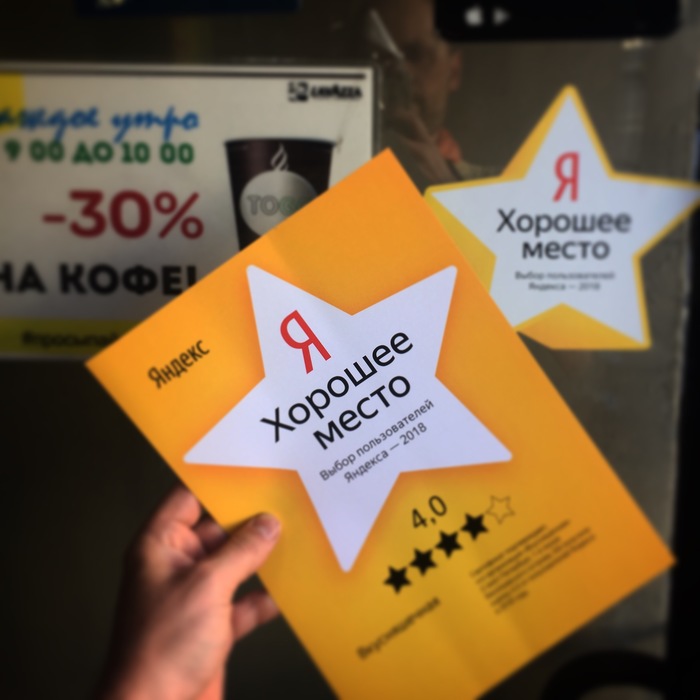 LAVAZZA
каждое утро
9 00 ДО 10 00
-30%
НА КОФЕ!
Я
Хорошее
место
Выбор пользователей
Яндекса — 2018
Яндекс
Я
Хорошее
место
Выбор пользователей
Яндекса — 2018
4,0
Вкусняшечная